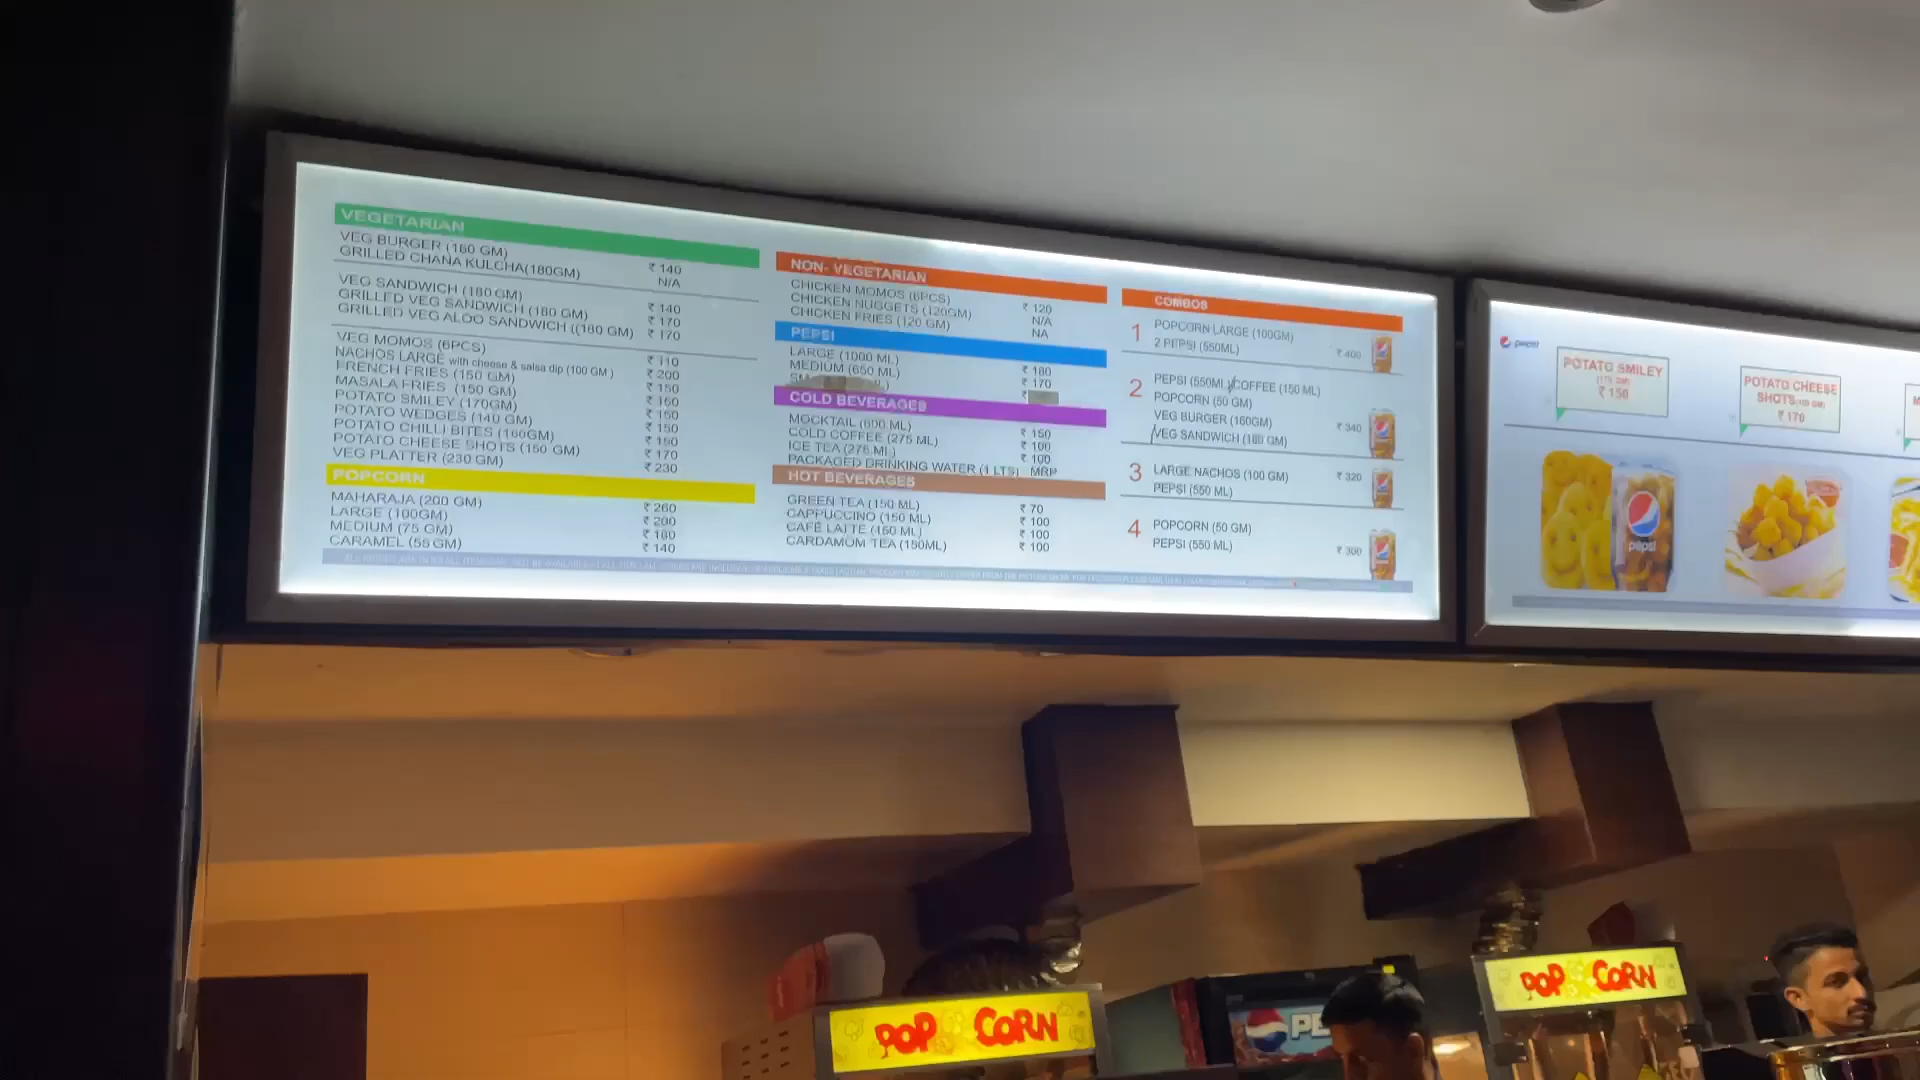 VEGETARIAN
VEG BURGER (160 GM) ₹ 140
GRILLED CHANA KULCHA(180GM) N/A
VEG SANDWICH (180 GM) ₹ 140
GRILLED VEG SANDWICH (180 GM) ₹ 170
GRILLED VEG ALOO SANDWICH ((180 GM) ₹ 170
VEG MOMOS (6PCS) ₹ 110
NACHOS LARGE with cheese & salsa dip (100 GM ) ₹ 200
FRENCH FRIES (150 GM) ₹ 150
MASALA FRIES (150 GM) ₹ 160
POTATO SMILEY (170GM) ₹ 150
POTATO WEDGES (140 GM) ₹ 150
POTATO CHILLI BITES (160GM) ₹ 150
POTATO CHEESE SHOTS (150 GM) ₹ 170
VEG PLATTER (230 GM) ₹ 230
POPCORN
MAHARAJA (200 GM) ₹ 260
LARGE (100GM) ₹ 200
MEDIUM (75 GM) ₹ 180
CARAMEL (55 GM) ₹ 140
NON- VEGETARIAN
CHICKEN MOMOS (6PCS) ₹ 120
CHICKEN NUGGETS (120GM) N/A
CHICKEN FRIES (120 GM) NA
PEPSI
LARGE (1000 ML) ₹ 180
MEDIUM (650 ML) ₹ 170
₹
COLD BEVERAGES
MOCKTAIL (600 ML) ₹ 150
COLD COFFEE (275 ML) ₹ 100
ICE TEA (275 ML) ₹ 100
PACKAGED DRINKING WATER (1 LTS) MRP
HOT BEVERAGES
GREEN TEA (150 ML) ₹ 70
CAPPUCCINO (150 ML) ₹ 100
CAFÉ LATTE (150 ML) ₹ 100
CARDAMOM TEA (150ML) ₹ 100
COMBOS
1 POPCORN LARGE (100GM)
2 PEPSI (550ML) ₹ 400
2 PEPSI (550ML)/COFFEE (150 ML)
POPCORN (50 GM)
VEG BURGER (160GM) ₹ 340
/VEG SANDWICH (180 GM)
3 LARGE NACHOS (100 GM) ₹ 320
PEPSI (550 ML)
4 POPCORN (50 GM)
PEPSI (550 ML) ₹ 300
pepsi
POTATO SMILEY
₹ 150
POTATO CHEESE
SHOTS
₹ 170
pepsi
POP CORN
POP CORN